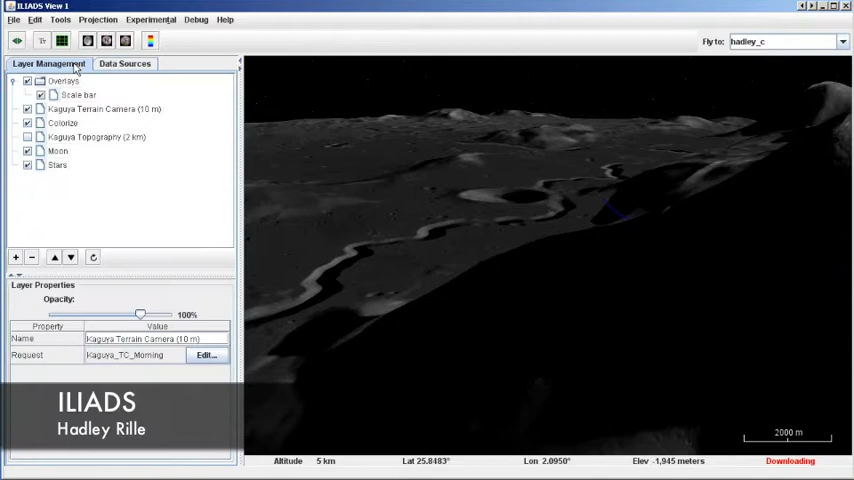 ILIADS View 1
File Edit Tools Projection Experimental Debug Help
Fly to: hadley_c
Layer Management Data Sources
Overlays
Scale bar
Kaguya Terrain Camera (10 m)
Colorize
Kaguya Topography (2 km)
Moon
Stars
Layer Properties
Opacity:
100%
Property Value
Name Kaguya Terrain Camera (10 m)
Request Kaguya_TC_Morning Edit...
ILIADS
Hadley Rille
2000 m
Altitude 5 km Lat 25.8483° Lon 2.0950° Elev -1,945 meters Downloading